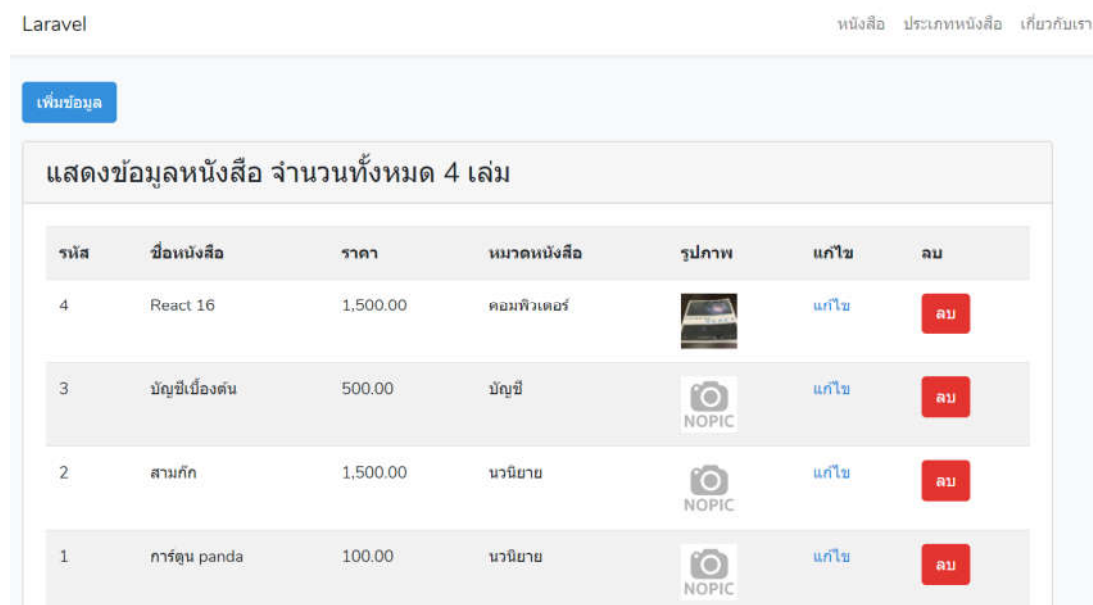 Laravel หนังสือ ประเภทหนังสือ เกี่ยวกับเรา
เพิ่มข้อมูล
แสดงข้อมูลหนังสือ จำนวนทั้งหมด 4 เล่ม
รหัส ชื่อหนังสือ ราคา หมวดหนังสือ รูปภาพ แก้ไข ลบ
4 React 16 1,500.00 คอมพิวเตอร์ แก้ไข ลบ
3 บัญชีเบื้องต้น 500.00 บัญชี NOPIC แก้ไข ลบ
2 สามก๊ก 1,500.00 นวนิยาย NOPIC แก้ไข ลบ
1 การ์ตูน panda 100.00 นวนิยาย NOPIC แก้ไข ลบ